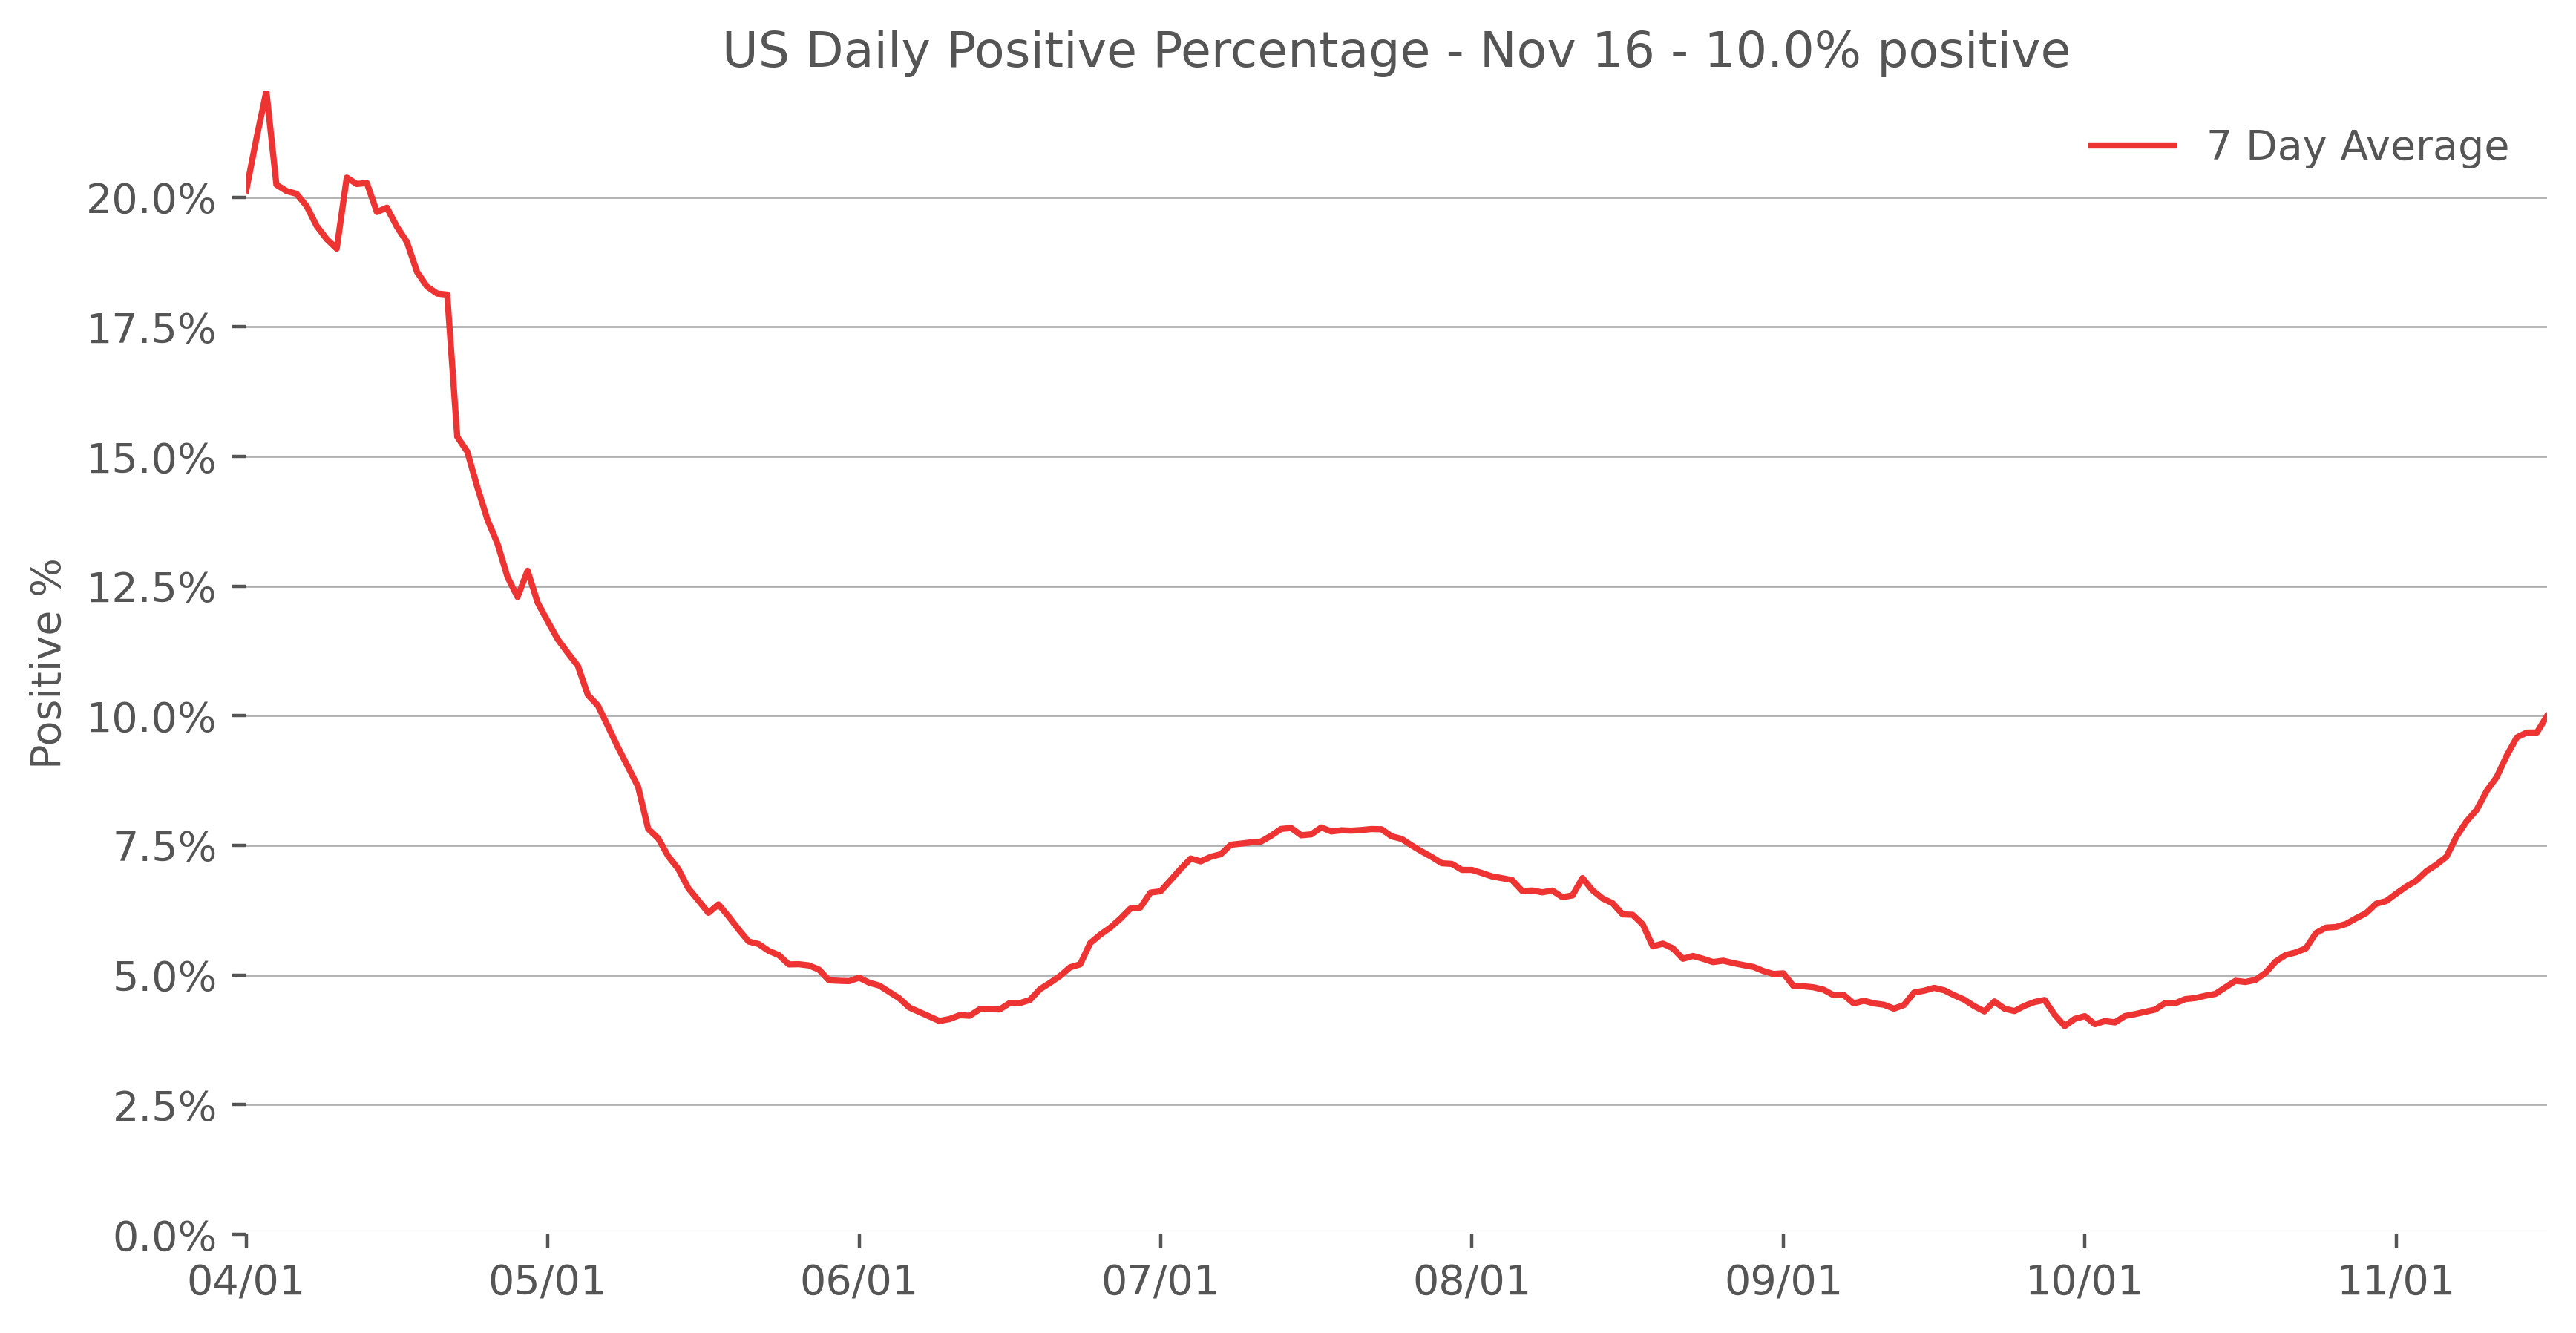 US Daily Positive Percentage - Nov 16 - 10.0% positive
7 Day Average
Positive %
20.0%
17.5%
15.0%
12.5%
10.0%
7.5%
5.0%
2.5%
0.0%
04/01 05/01 06/01 07/01 08/01 09/01 10/01 11/01